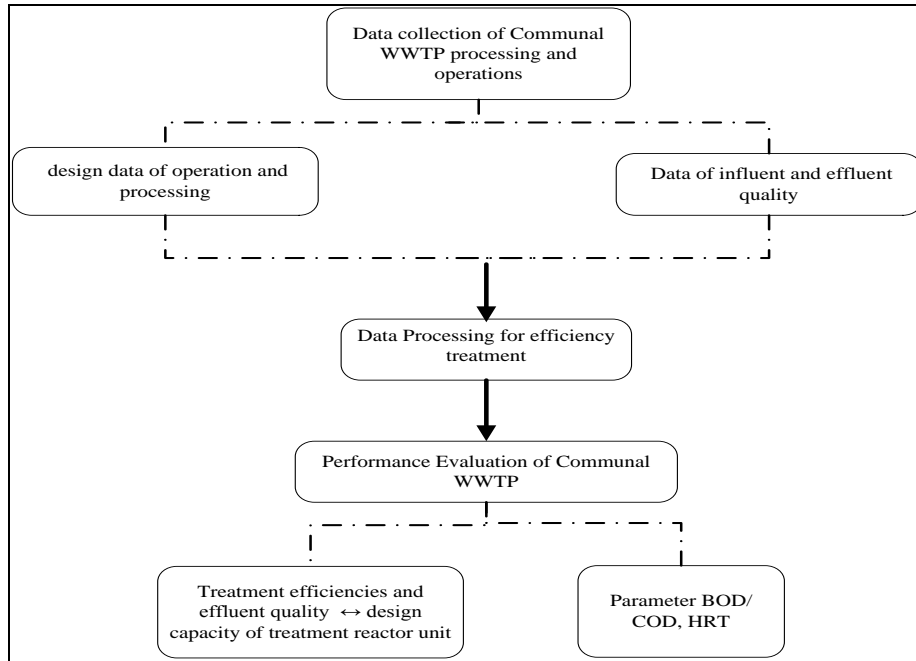 Data collection of Communal
WWTP processing and
operations
design data of operation and
processing
Data of influent and effluent
quality
Data Processing for efficiency
treatment
Performance Evaluation of Communal
WWTP
Treatment efficiencies and
effluent quality ↔ design
capacity of treatment reactor unit
Parameter BOD/
COD, HRT